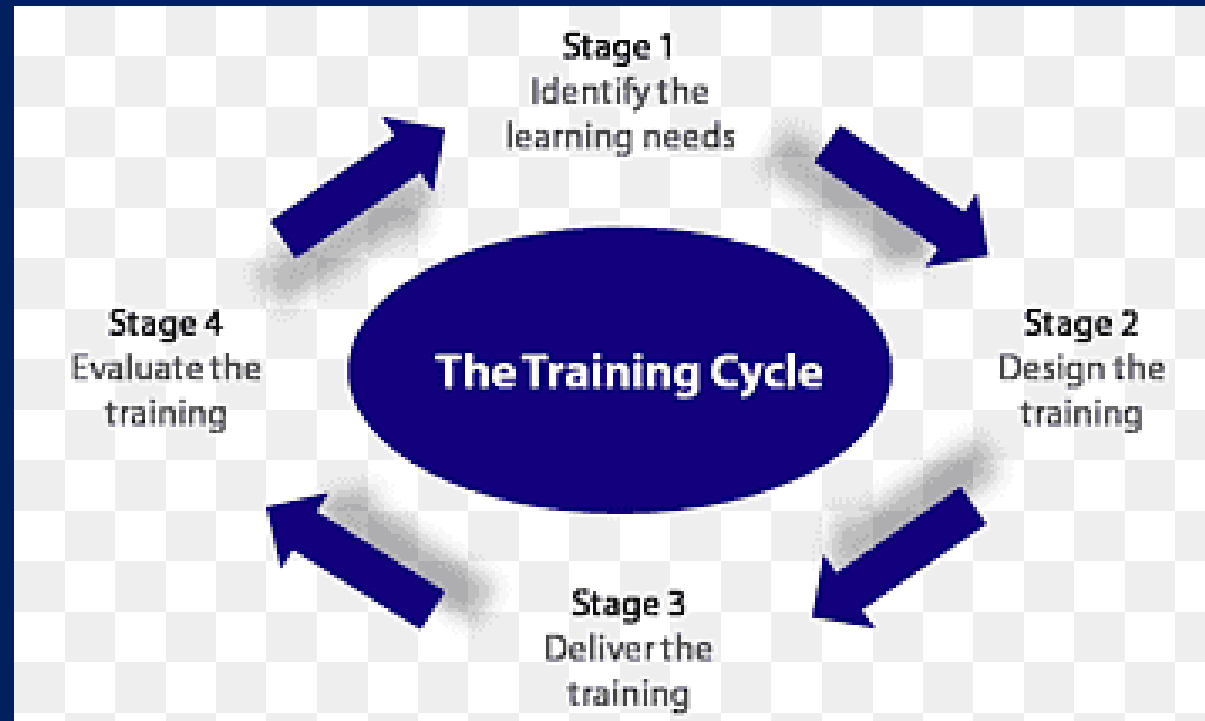 Stage 1
Identify the
learning needs
Stage 2
Design the
training
Stage 3
Deliver the
training
Stage 4
Evaluate the
training
The Training Cycle